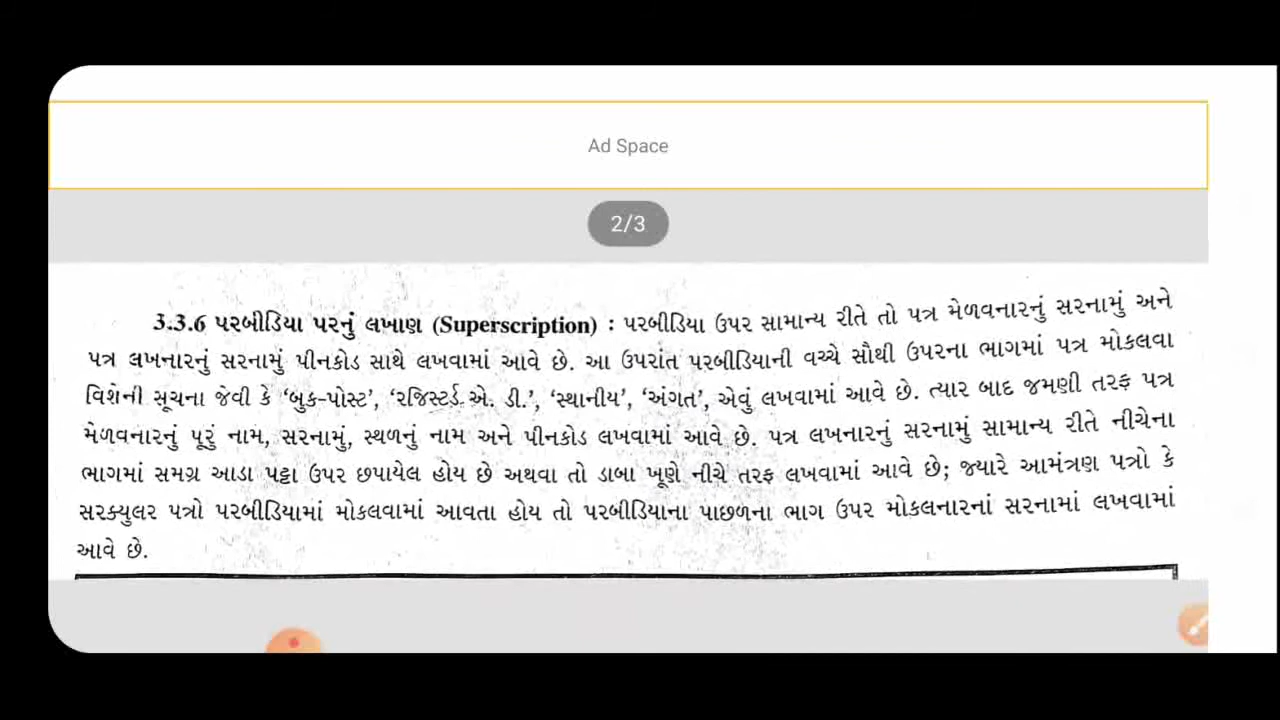 Ad Space
2/3
3.3.6 પરબીડિયા પરનું લખાણ (Superscription) : પરબીડિયા ઉપર સામાન્ય રીતે તો પત્ર મેળવનારનું સરનામું અને
પત્ર લખનારનું સરનામું પીનકોડ સાથે લખવામાં આવે છે. આ ઉપરાંત પરબીડિયાની વચ્ચે સૌથી ઉપરના ભાગમાં પત્ર મોકલવા
વિશેની સૂચના જેવી કે ‘બુક-પોસ્ટ’, ‘રજિસ્ટર્ડ એ. ડી.’, ‘સ્થાનીય’, ‘અંગત’, એવું લખવામાં આવે છે. ત્યાર બાદ જમણી તરફ પત્ર
મેળવનારનું પૂરું નામ, સરનામું, સ્થળનું નામ અને પીનકોડ લખવામાં આવે છે. પત્ર લખનારનું સરનામું સામાન્ય રીતે નીચેના
ભાગમાં સમગ્ર આડા પટ્ટા ઉપર છપાયેલ હોય છે અથવા તો ડાબા ખૂણે નીચે તરફ લખવામાં આવે છે; જ્યારે આમંત્રણ પત્રો કે
સરક્યુલર પત્રો પરબીડિયામાં મોકલવામાં આવતા હોય તો પરબીડિયાના પાછળના ભાગ ઉપર મોકલનારનાં સરનામાં લખવામાં
આવે છે.